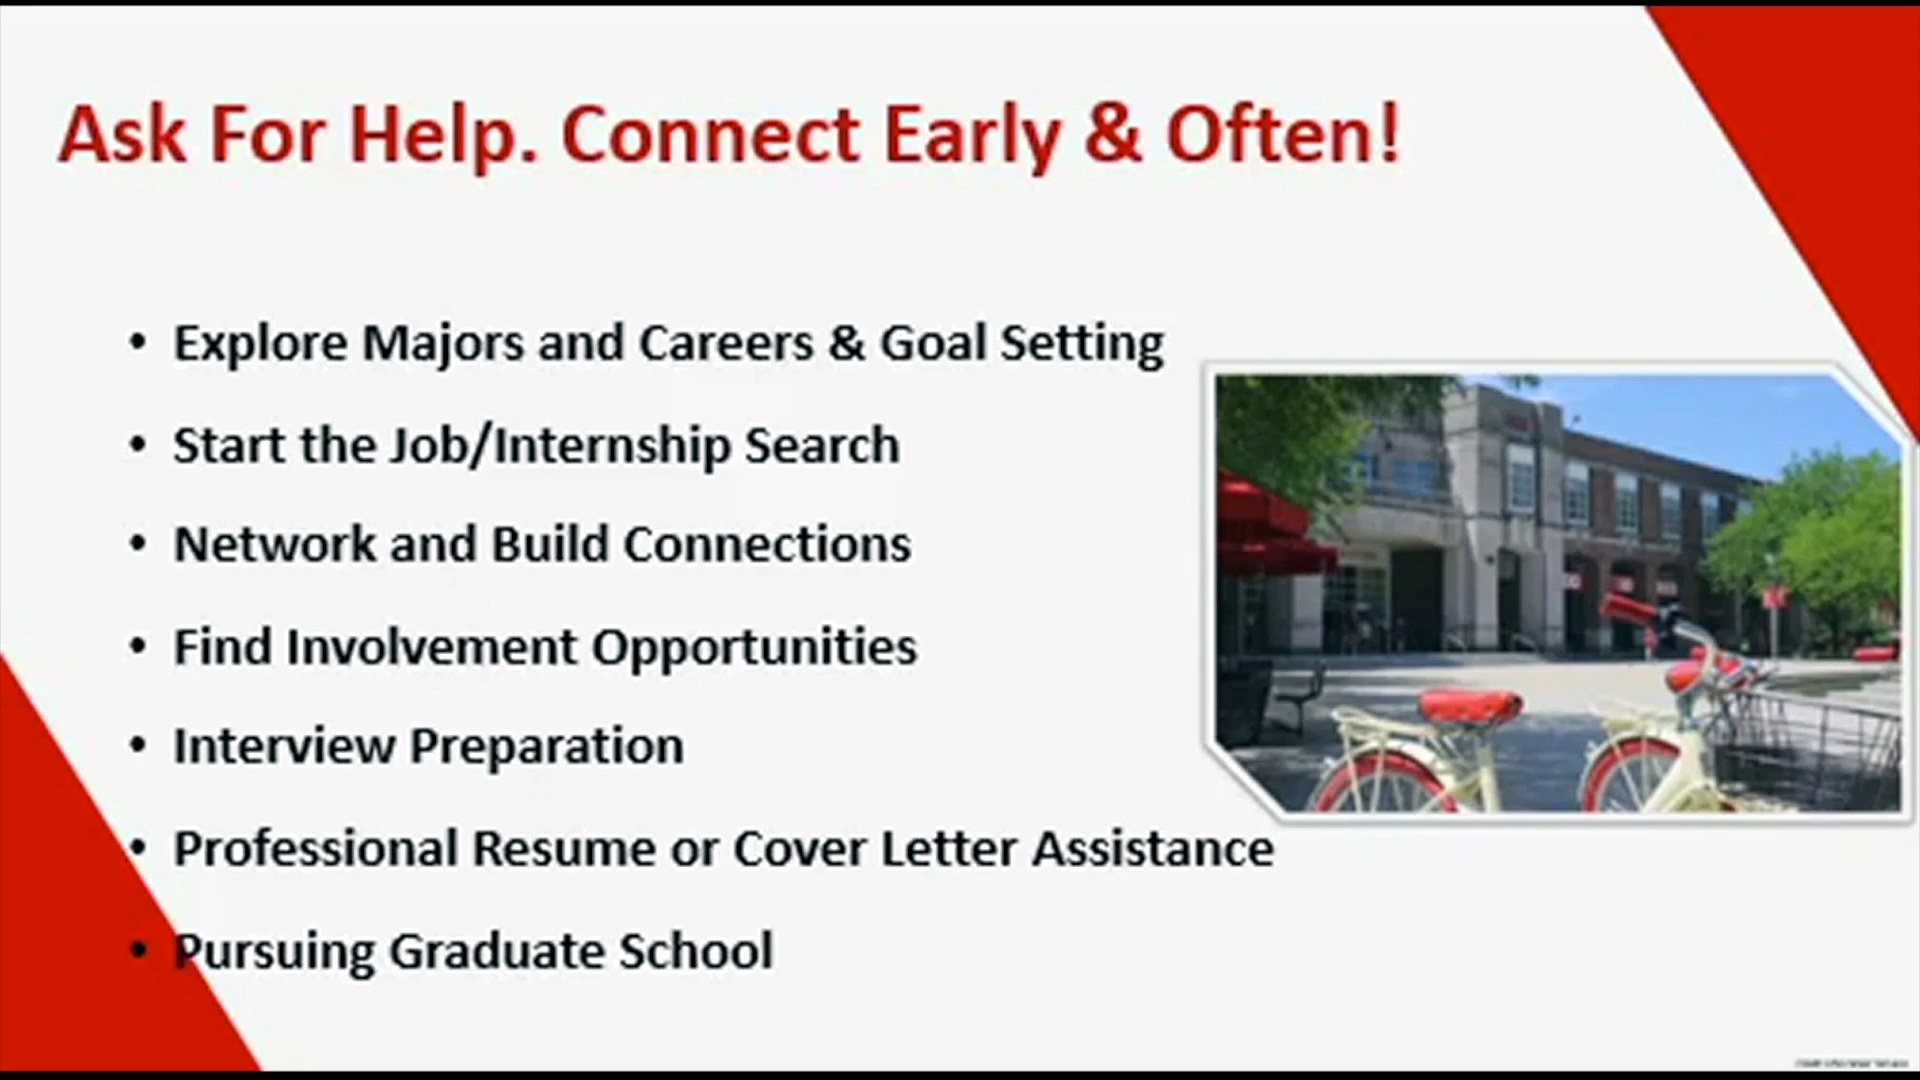 Ask For Help. Connect Early & Often!
• Explore Majors and Careers & Goal Setting
• Start the Job/Internship Search
• Network and Build Connections
• Find Involvement Opportunities
• Interview Preparation
• Professional Resume or Cover Letter Assistance
• Pursuing Graduate School